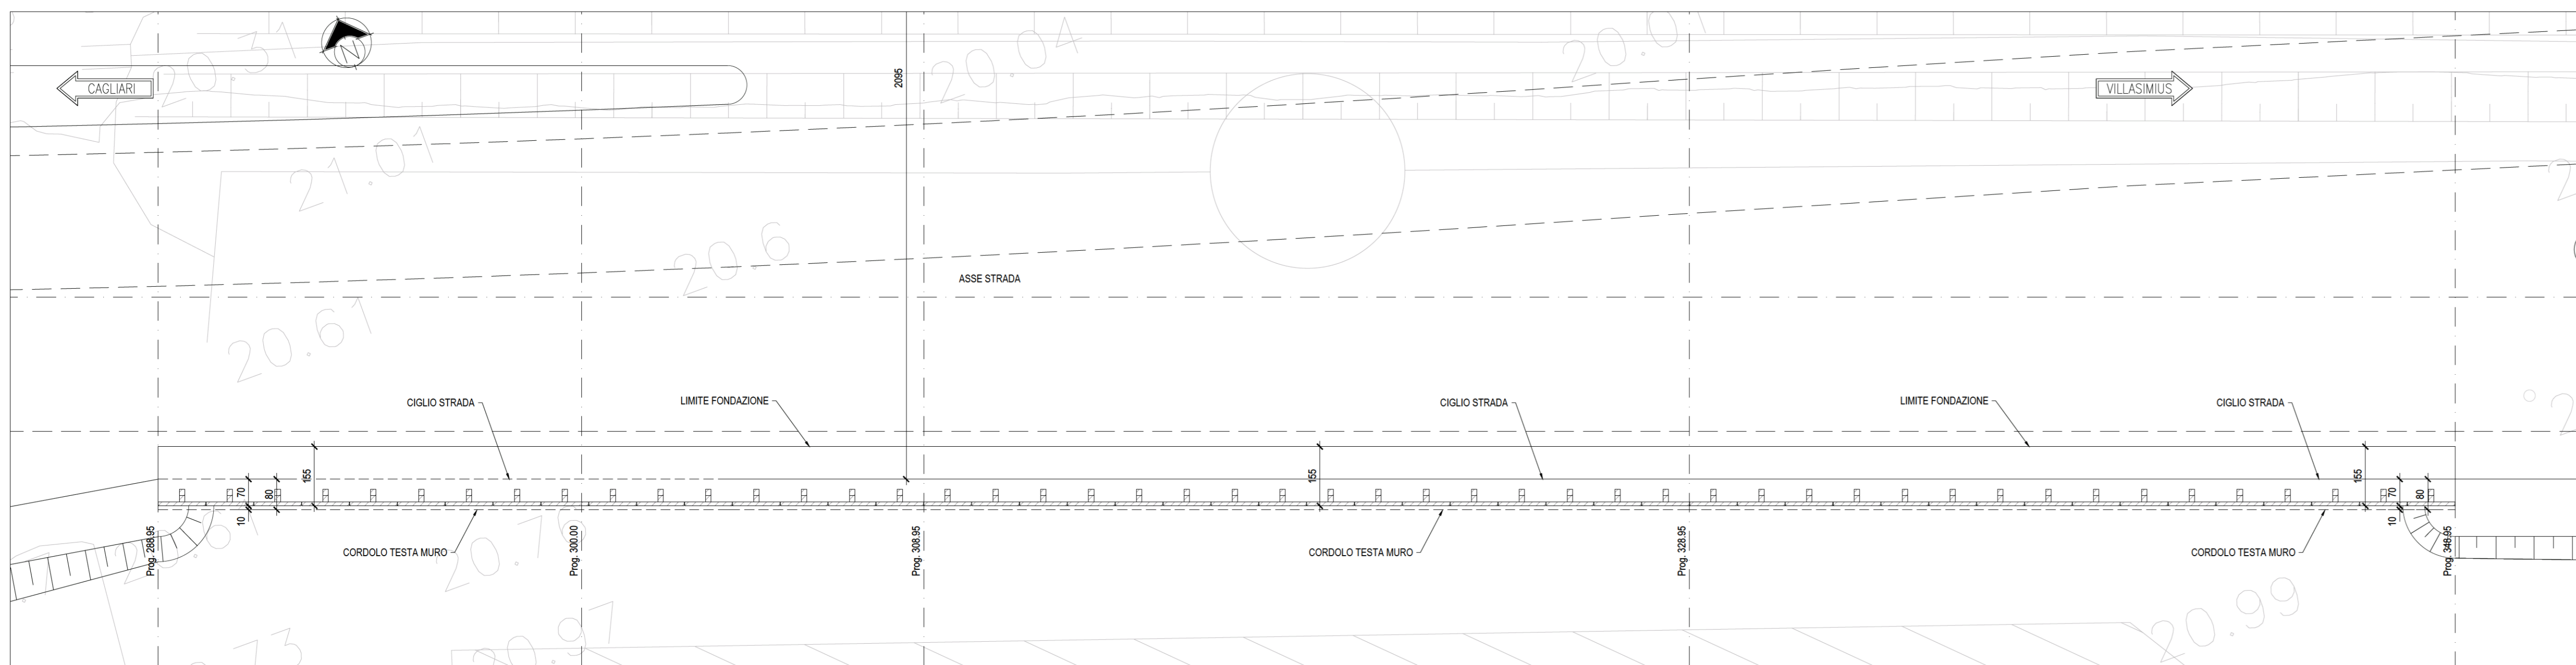 20.31
20.04
N
CAGLIARI
2095
VILLASIMIUS
21.01
20.6
ASSE STRADA
20.61
CIGLIO STRADA
LIMITE FONDAZIONE
CIGLIO STRADA
LIMITE FONDAZIONE
CIGLIO STRADA
155
155
155
70
80
70
80
10
10
Prog. 288.95
Prog. 300.00
Prog. 308.95
Prog. 328.95
Prog. 348.95
CORDOLO TESTA MURO
CORDOLO TESTA MURO
CORDOLO TESTA MURO
20.97
20.99